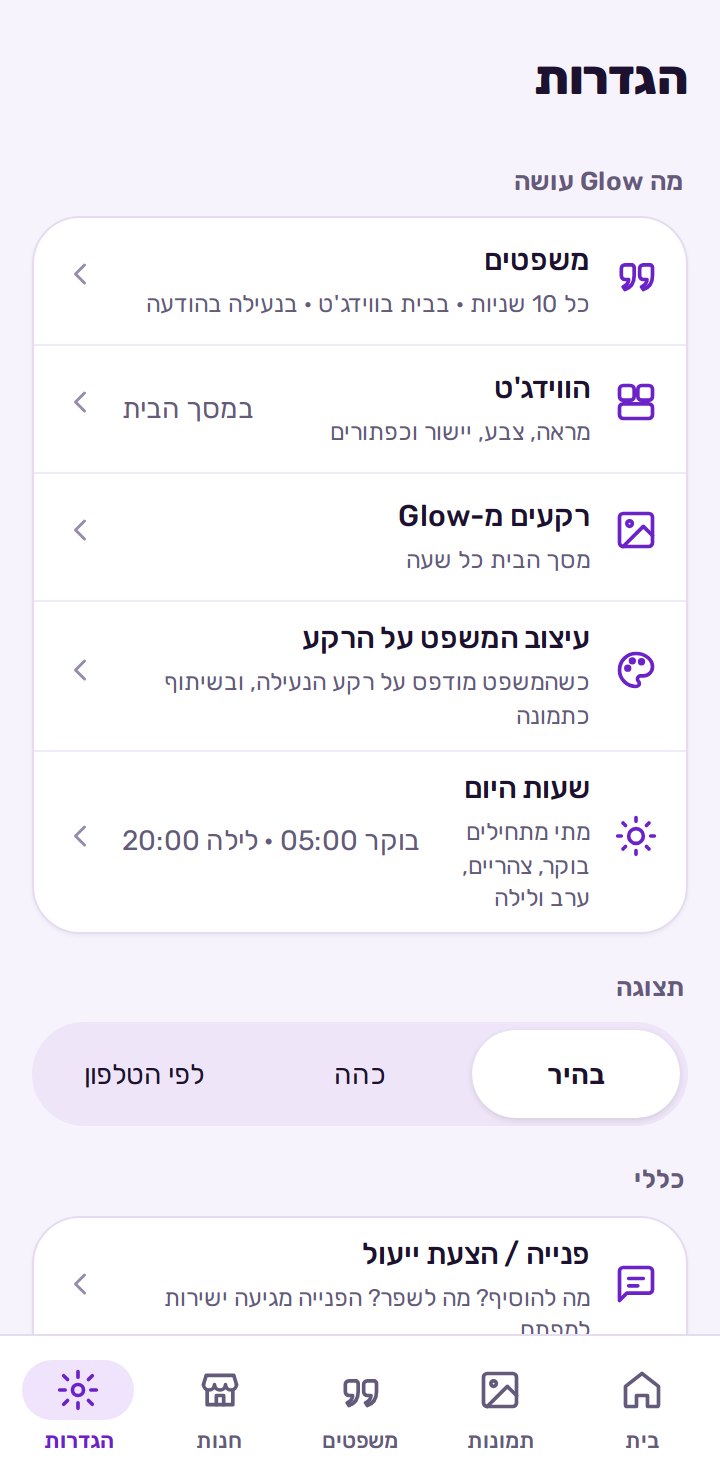 הגדרות
מה Glow עושה
משפטים
כל 10 שניות • בבית בווידג'ט • בנעילה בהודעה
הווידג'ט
מראה, צבע, יישור וכפתורים
במסך הבית
רקעים מ-Glow
מסך הבית כל שעה
עיצוב המשפט על הרקע
כשהמשפט מודפס על רקע הנעילה, ובשיתוף
כתמונה
שעות היום
מתי מתחילים
בוקר, צהריים,
ערב ולילה
בוקר 05:00 • לילה 20:00
תצוגה
בהיר
כהה
לפי הטלפון
כללי
פנייה / הצעת ייעול
מה להוסיף? מה לשפר? הפנייה מגיעה ישירות
למפתח
בית
תמונות
משפטים
חנות
הגדרות